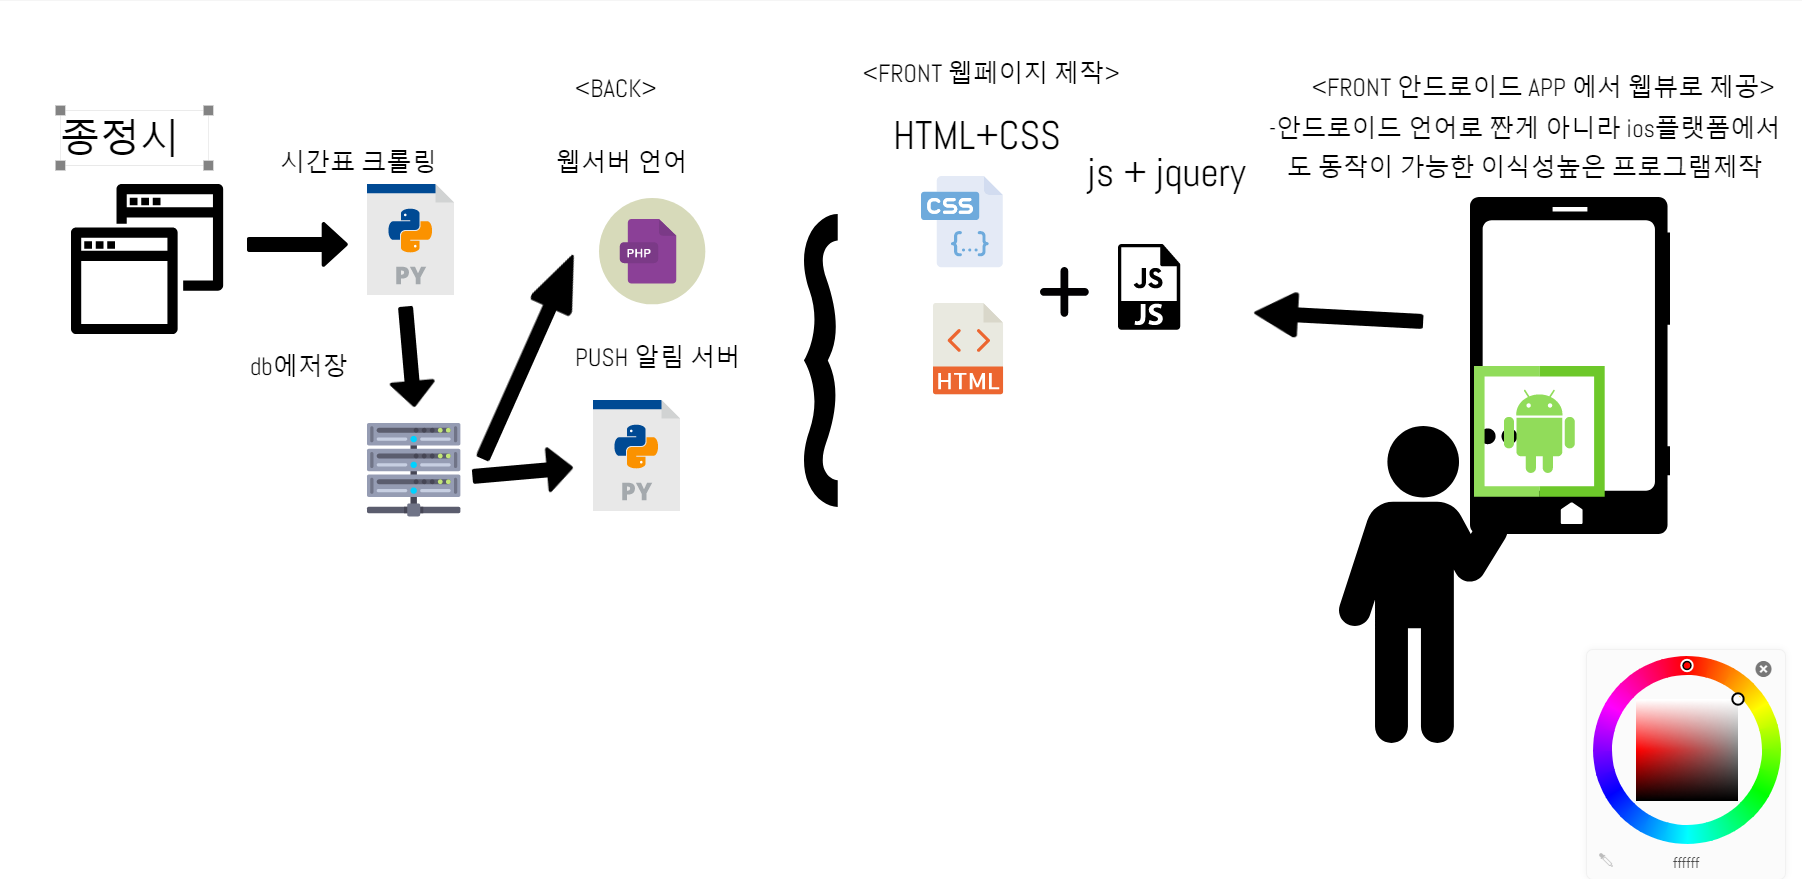 종정시
시간표 크롤링
PY
db에저장
<BACK>
웹서버 언어
PHP
PUSH 알림 서버
PY
<FRONT 웹페이지 제작>
HTML+CSS
js + jquery
CSS
{...}
HTML
JS
JS
<FRONT 안드로이드 APP 에서 웹뷰로 제공>
-안드로이드 언어로 짠게 아니라 ios플랫폼에서
도 동작이 가능한 이식성높은 프로그램제작
ffffff